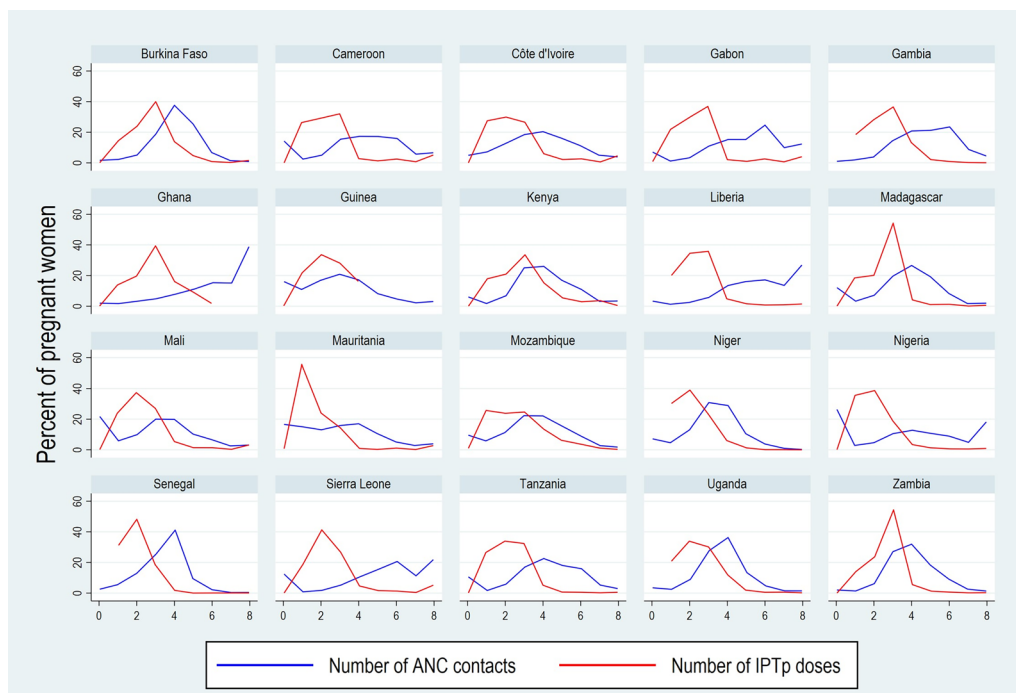 Burkina Faso Cameroon Côte d'Ivoire Gabon Gambia
60
40
20
0
Ghana Guinea Kenya Liberia Madagascar
60
40
20
0
Mali Mauritania Mozambique Niger Nigeria
60
40
20
0
Senegal Sierra Leone Tanzania Uganda Zambia
60
40
20
0
0 2 4 6 8 0 2 4 6 8 0 2 4 6 8 0 2 4 6 8 0 2 4 6 8
Percent of pregnant women
Number of ANC contacts Number of IPTp doses